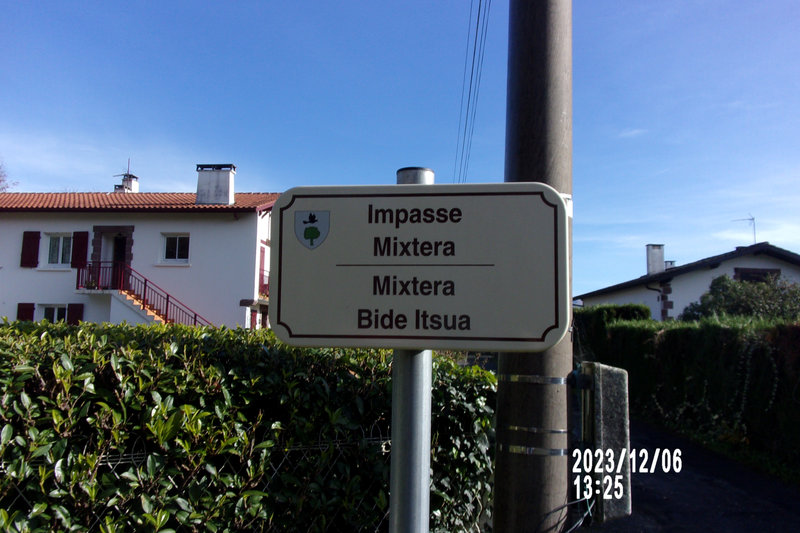 Impasse
Mixtera
Mixtera
Bide Itsua
2023/12/06
13:25